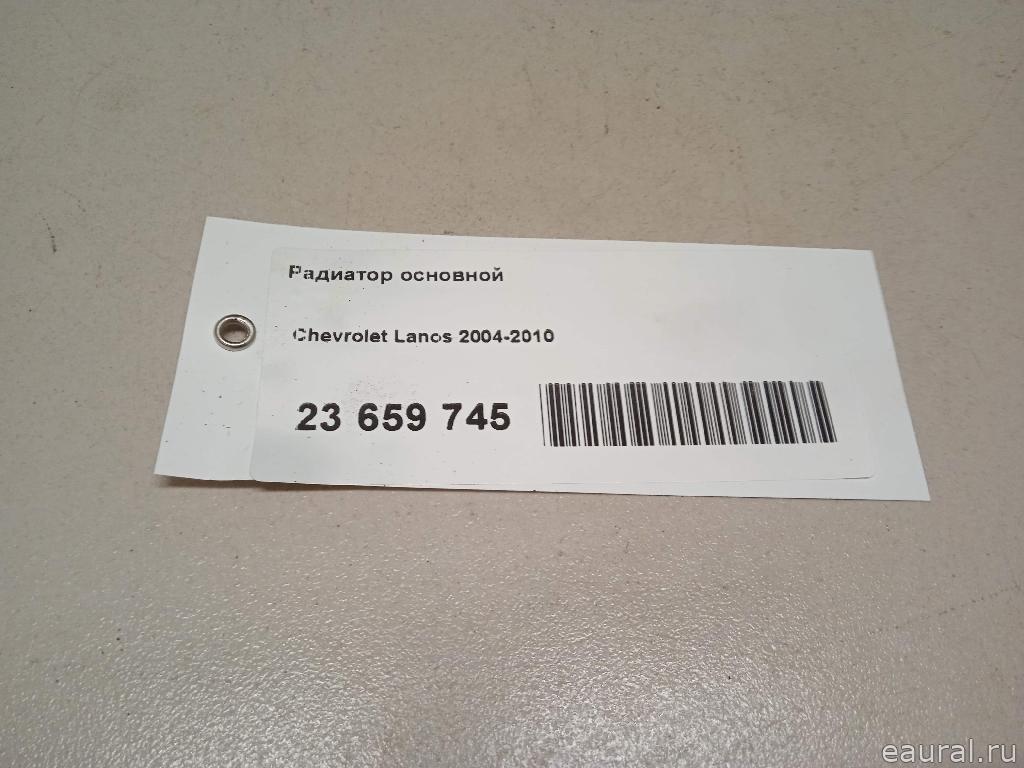 Радиатор основной
Chevrolet Lanos 2004-2010
23 659 745
eaural.ru